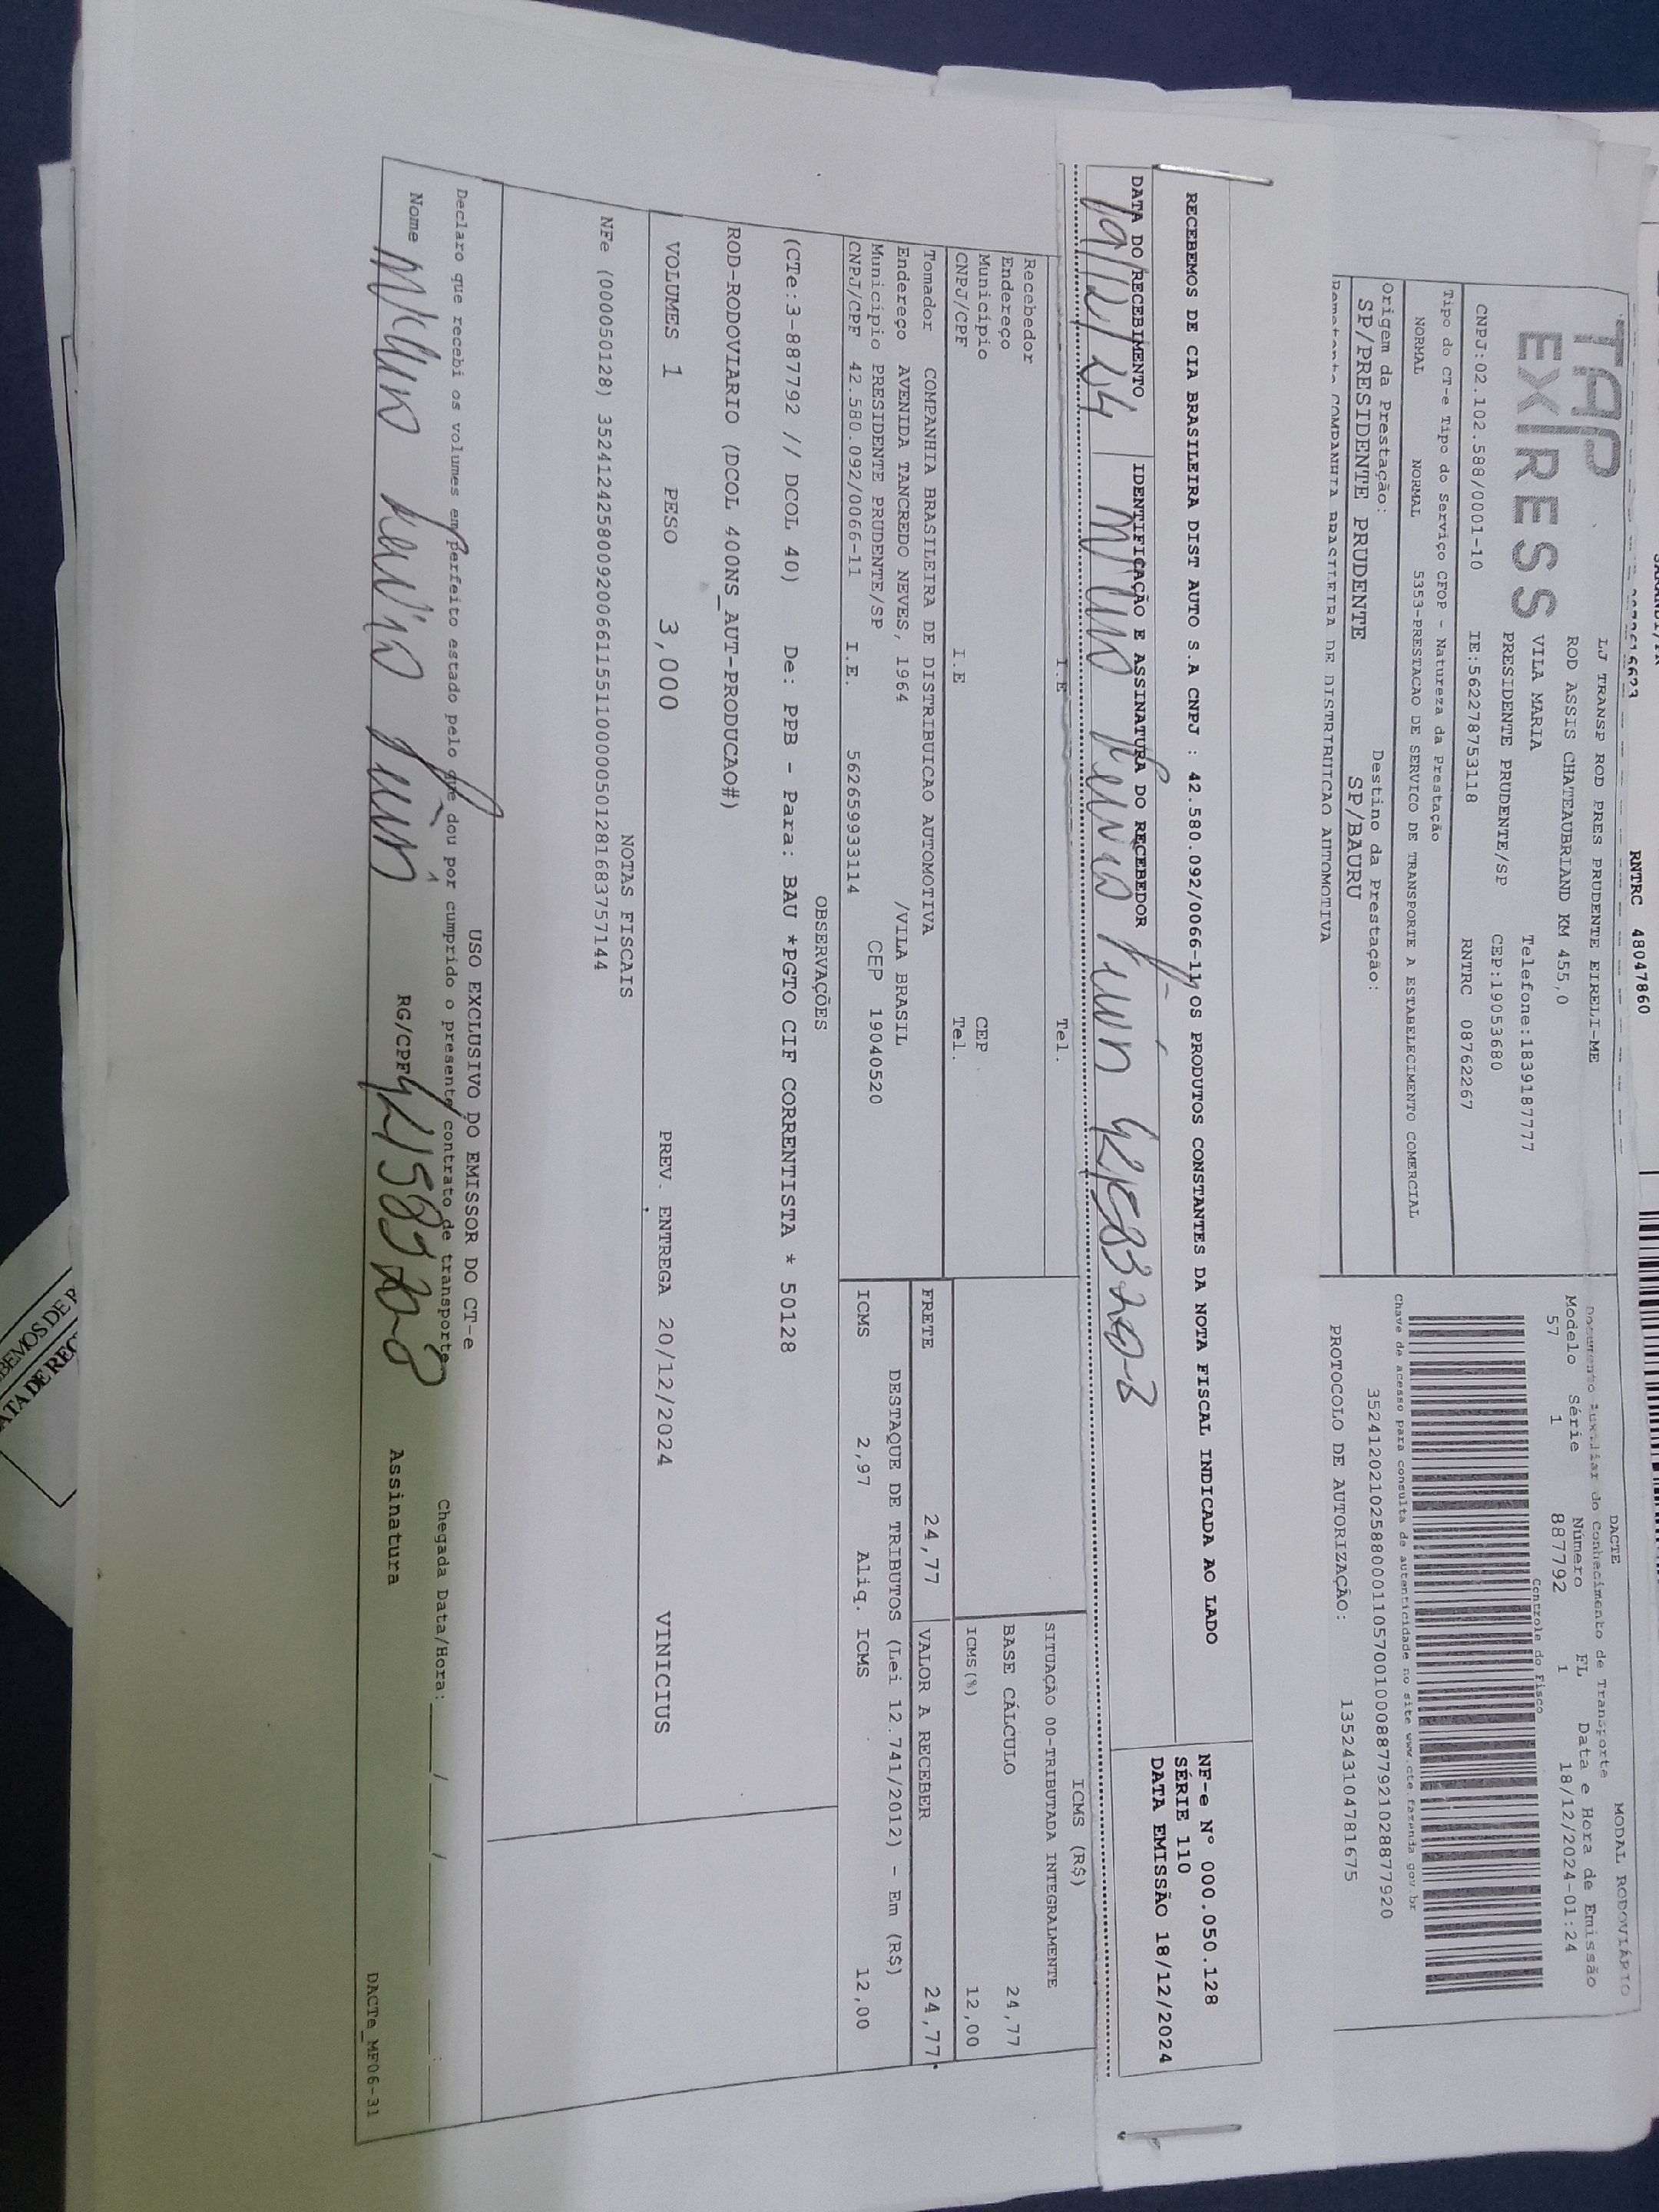 RNTRC 48047860
TAP
EXPRESS
LJ TRANSP ROD PRES PRUDENTE EIRELI-ME
ROD ASSIS CHATEAUBRIAND KM 455,0
VILA MARIA Telefone:1839187777
PRESIDENTE PRUDENTE/SP CEP:19053680
CNPJ:02.102.588/0001-10 IE:562278753118 RNTRC 08762267
Tipo do CT-e Tipo do Serviço CFOP - Natureza da Prestação
NORMAL NORMAL 5353-PRESTACAO DE SERVICO DE TRANSPORTE A ESTABELECIMENTO COMERCIAL
Origem da Prestação: Destino da Prestação:
SP/PRESIDENTE PRUDENTE SP/BAURU
Remetente COMPANHIA BRASILEIRA DE DISTRIBUICAO AUTOMOTIVA
DACTE MODAL RODOVIÁRIO
Documento Auxiliar do Conhecimento de Transporte
Modelo Série Número FL Data e Hora de Emissão
57 1 887792 1 18/12/2024-01:24
Controle do Fisco
Chave de acesso para consulta de autenticidade no site www.cte.fazenda.gov.br
35241202102588000110570010008877921028877920
PROTOCOLO DE AUTORIZAÇÃO: 135243104781675
RECEBEMOS DE CIA BRASILEIRA DIST AUTO S.A CNPJ : 42.580.092/0066-11, OS PRODUTOS CONSTANTES DA NOTA FISCAL INDICADA AO LADO
DATA DO RECEBIMENTO IDENTIFICAÇÃO E ASSINATURA DO RECEBEDOR
19/12/24
NF-e Nº 000.050.128
SÉRIE 110
DATA EMISSÃO 18/12/2024
I.E Tel.
Recebedor
Endereço
Município CEP
CNPJ/CPF I.E Tel.
ICMS (R$)
SITUAÇÃO 00-TRIBUTADA INTEGRALMENTE
BASE CÁLCULO 24,77
ICMS(%) 12,00
Tomador COMPANHIA BRASILEIRA DE DISTRIBUICAO AUTOMOTIVA
Endereço AVENIDA TANCREDO NEVES, 1964 /VILA BRASIL
Município PRESIDENTE PRUDENTE/SP CEP 19040520
CNPJ/CPF 42.580.092/0066-11 I.E. 562659933114
FRETE 24,77 VALOR A RECEBER 24,77
DESTAQUE DE TRIBUTOS (Lei 12.741/2012) - Em (R$)
ICMS 2,97 Aliq. ICMS 12,00
OBSERVAÇÕES
(CTe:3-887792 // DCOL 40) De: PPB - Para: BAU *PGTO CIF CORRENTISTA * 50128
ROD-RODOVIARIO (DCOL 400NS_AUT-PRODUCAO#)
VOLUMES 1 PESO 3,000 PREV. ENTREGA 20/12/2024 VINICIUS
NOTAS FISCAIS
NFe (000050128) 35241242580092006611551100000501281683757144
USO EXCLUSIVO DO EMISSOR DO CT-e
Declaro que recebi os volumes em perfeito estado pelo que dou por cumprido o presente contrato de transporte. Chegada Data/Hora:____/____/______ ____:____
Nome RG/CPF Assinatura
DACTe_MF06-31